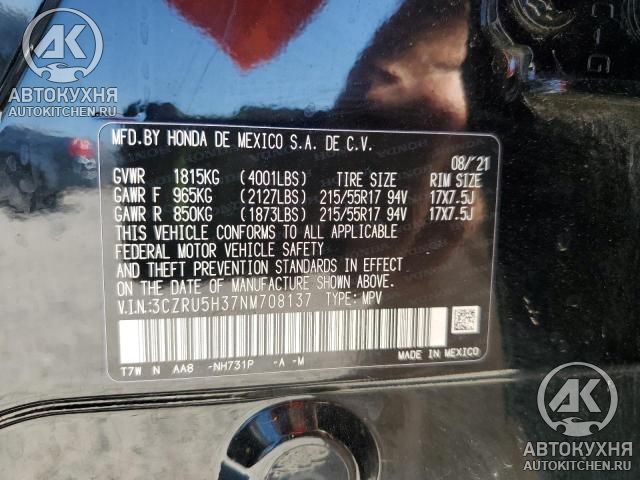 АК
АВТОКУХНЯ
AUTOKITCHEN.RU
MFD.BY HONDA DE MEXICO S.A. DE C.V.
08/'21
GVWR 1815KG (4001LBS) TIRE SIZE RIM SIZE
GAWR F 965KG (2127LBS) 215/55R17 94V 17X7.5J
GAWR R 850KG (1873LBS) 215/55R17 94V 17X7.5J
THIS VEHICLE CONFORMS TO ALL APPLICABLE
FEDERAL MOTOR VEHICLE SAFETY
AND THEFT PREVENTION STANDARDS IN EFFECT
ON THE DATE OF MANUFACTURE SHOWN ABOVE.
V.I.N.:3CZRU5H37NM708137 TYPE: MPV
T7W N AA8 -NH731P -A -M
MADE IN MEXICO
АК
АВТОКУХНЯ
AUTOKITCHEN.RU